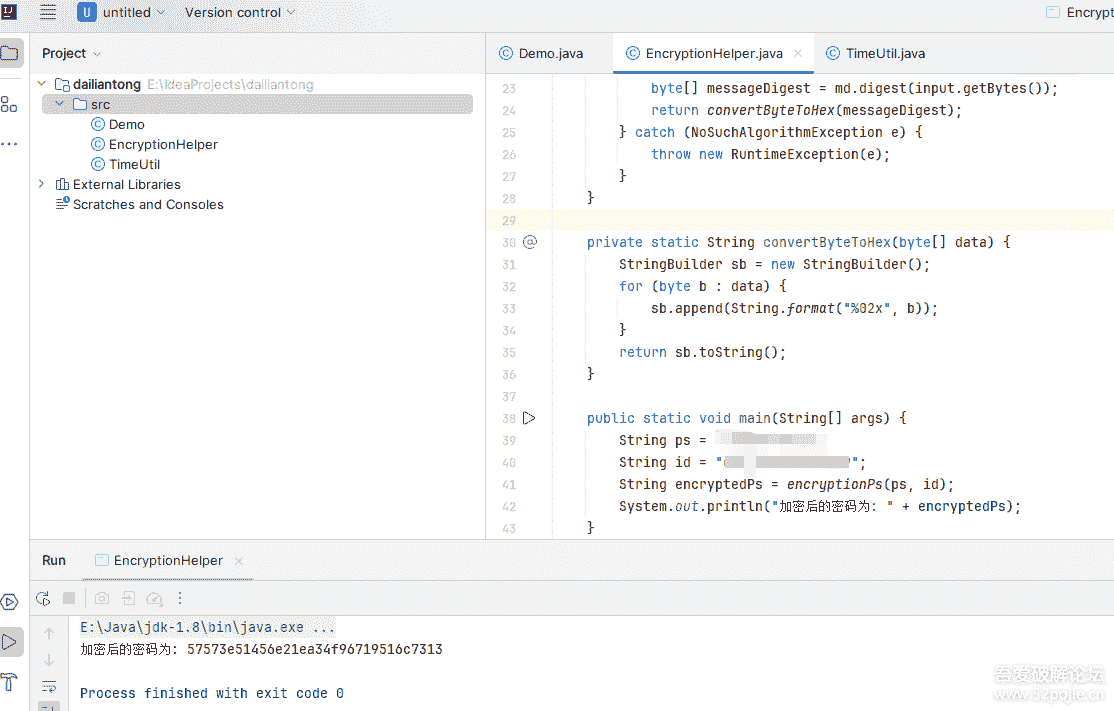 U untitled Version control Encrypt
Project
Demo.java EncryptionHelper.java TimeUtil.java
dailiantong E:\IdeaProjects\dailiantong
src
Demo
EncryptionHelper
TimeUtil
External Libraries
Scratches and Consoles
23 byte[] messageDigest = md.digest(input.getBytes());
24 return convertByteToHex(messageDigest);
25 } catch (NoSuchAlgorithmException e) {
26 throw new RuntimeException(e);
27 }
28 }
29
30 private static String convertByteToHex(byte[] data) {
31 StringBuilder sb = new StringBuilder();
32 for (byte b : data) {
33 sb.append(String.format("%02x", b));
34 }
35 return sb.toString();
36 }
37
38 public static void main(String[] args) {
39 String ps =
40 String id = "";
41 String encryptedPs = encryptionPs(ps, id);
42 System.out.println("加密后的密码为: " + encryptedPs);
43 }
Run EncryptionHelper
E:\Java\jdk-1.8\bin\java.exe ...
加密后的密码为: 57573e51456e21ea34f96719516c7313
Process finished with exit code 0
吾爱破解论坛
www.52pojie.cn